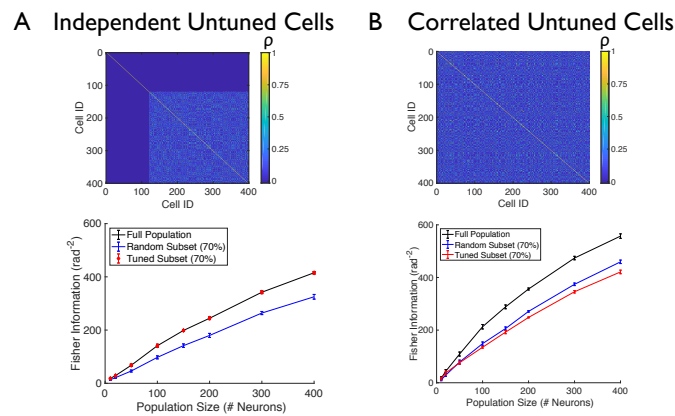 A Independent Untuned Cells
B Correlated Untuned Cells
ρ
0
100
200
300
400
Cell ID
0 100 200 300 400
Cell ID
1
0.75
0.5
0.25
0
ρ
0
100
200
300
400
Cell ID
0 100 200 300 400
Cell ID
1
0.75
0.5
0.25
0
600
400
200
0
Fisher Information (rad⁻²)
Full Population
Random Subset (70%)
Tuned Subset (70%)
0 100 200 300 400
Population Size (# Neurons)
600
400
200
0
Fisher Information (rad⁻²)
Full Population
Random Subset (70%)
Tuned Subset (70%)
0 100 200 300 400
Population Size (# Neurons)